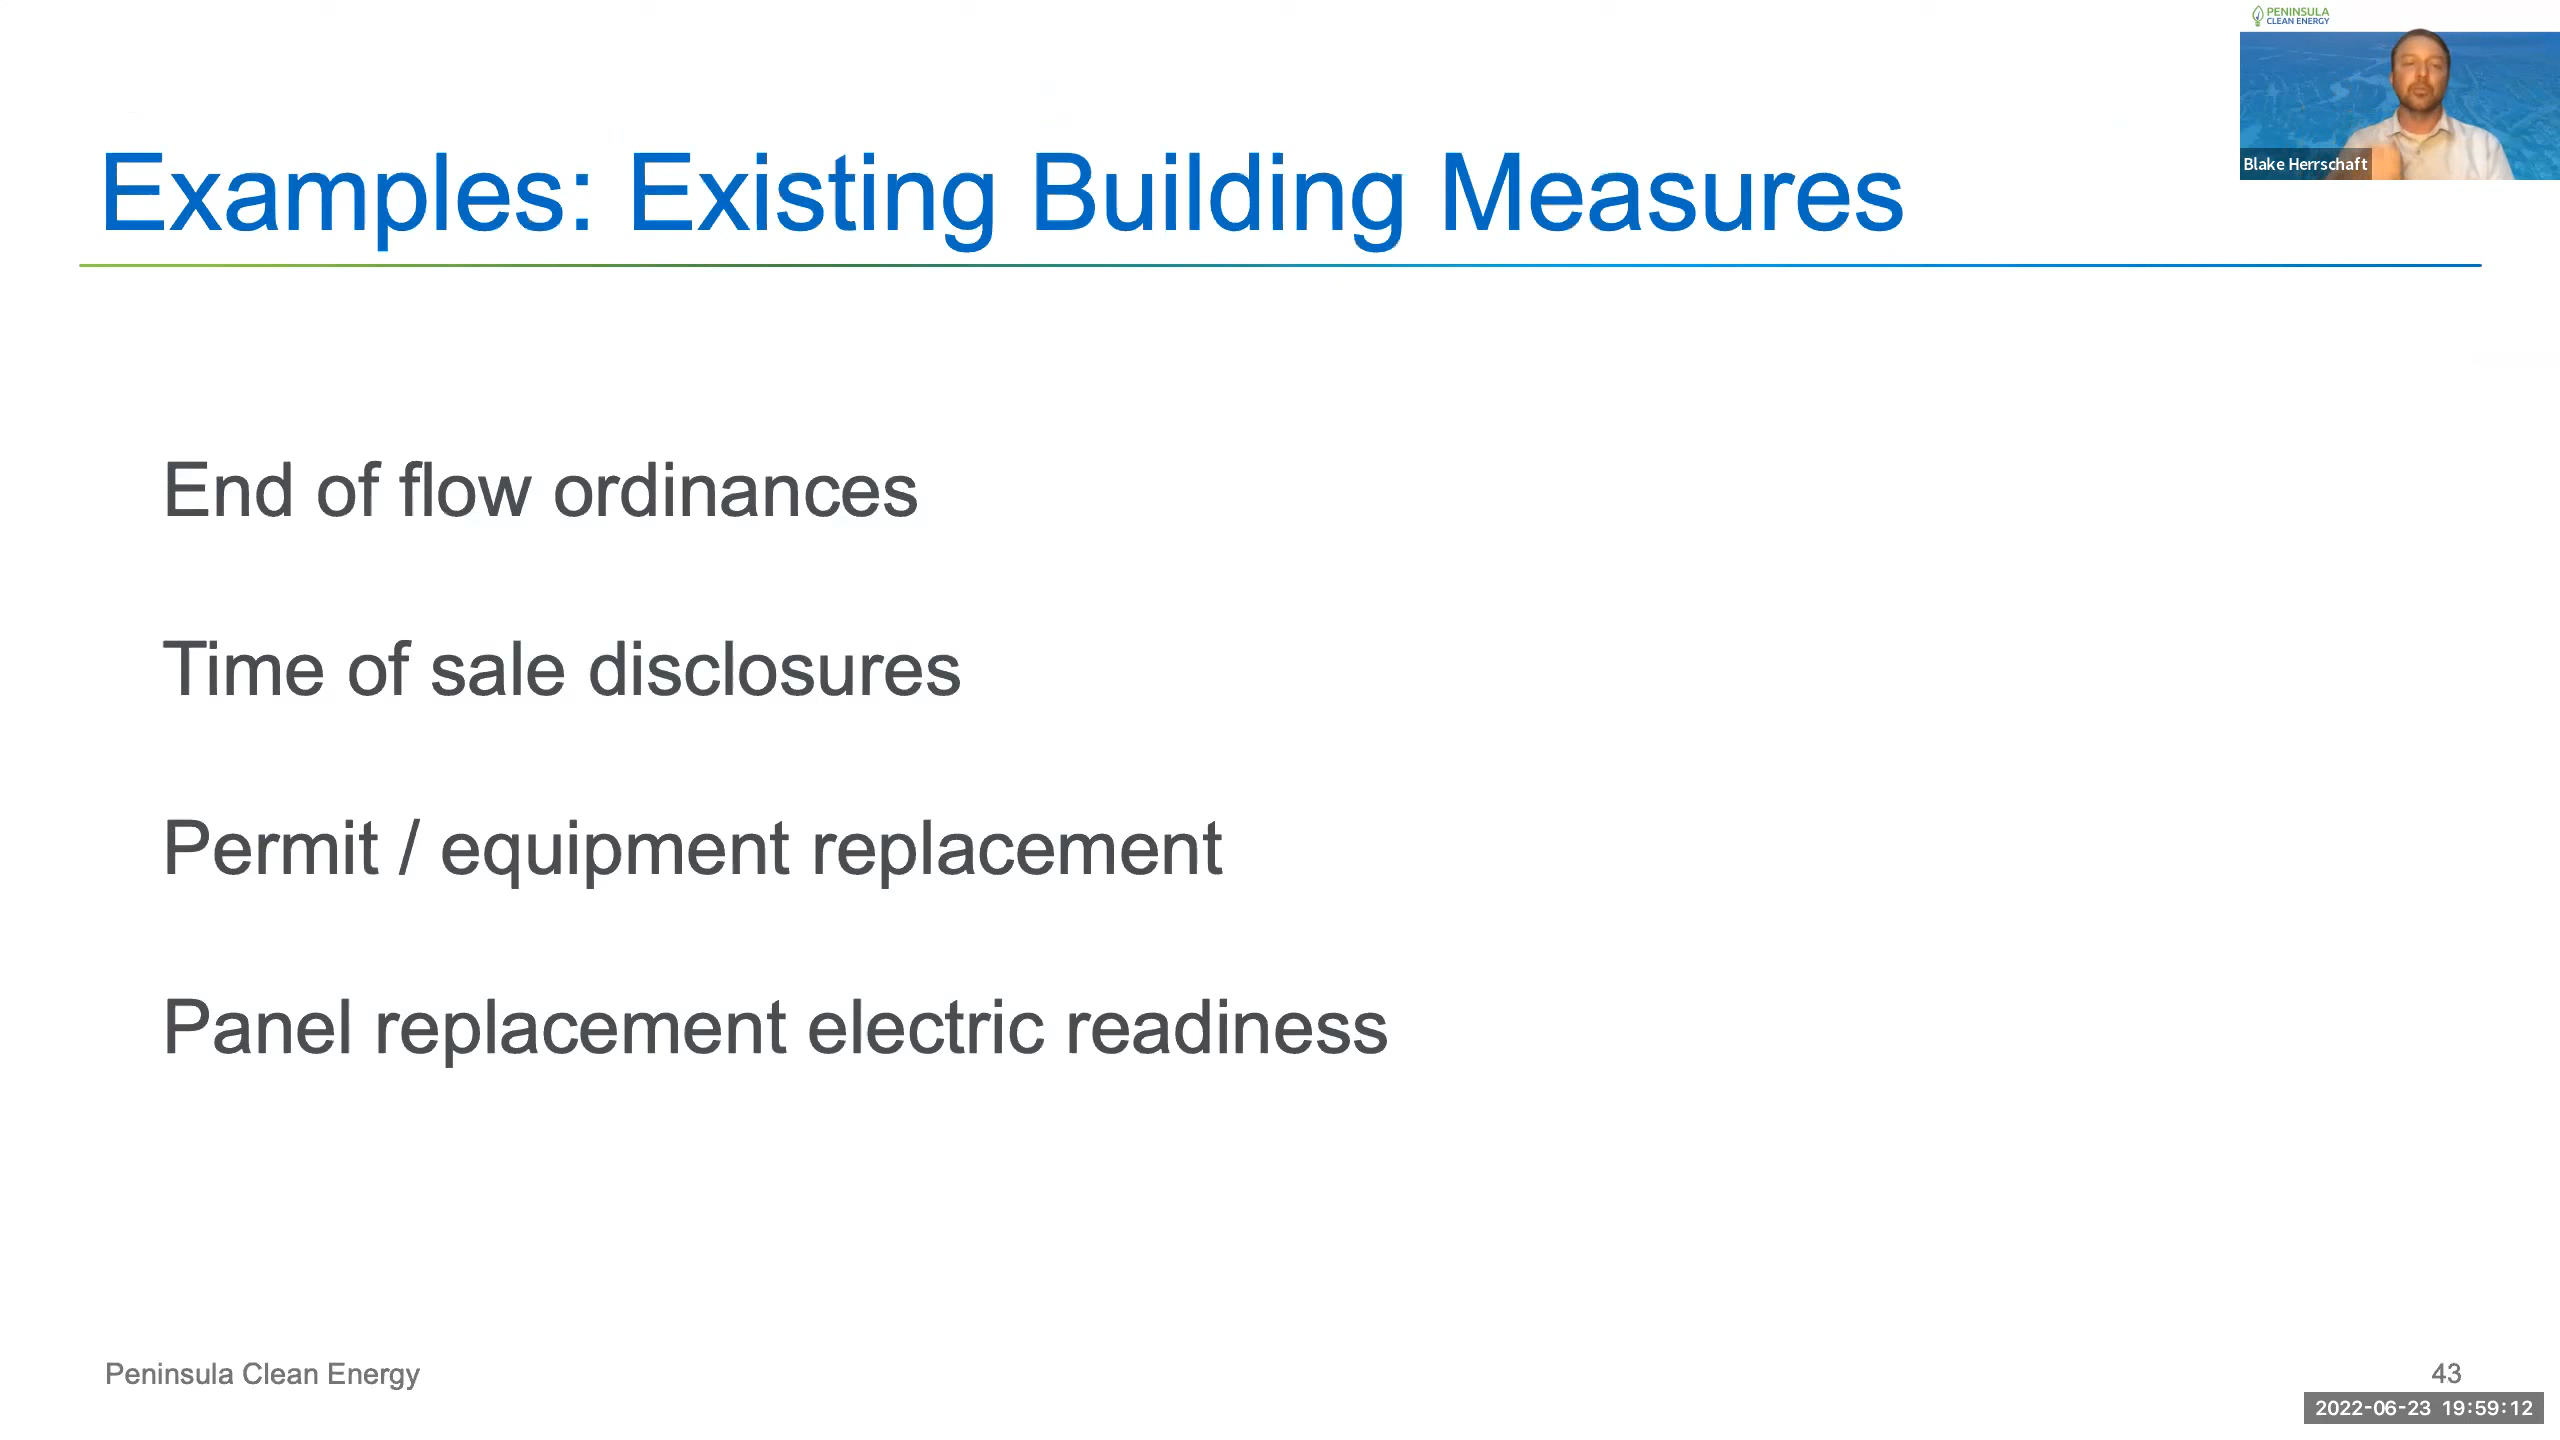 PENINSULA
CLEAN ENERGY
Blake Herrschaft
Examples: Existing Building Measures
End of flow ordinances
Time of sale disclosures
Permit / equipment replacement
Panel replacement electric readiness
Peninsula Clean Energy
43
2022-06-23 19:59:12